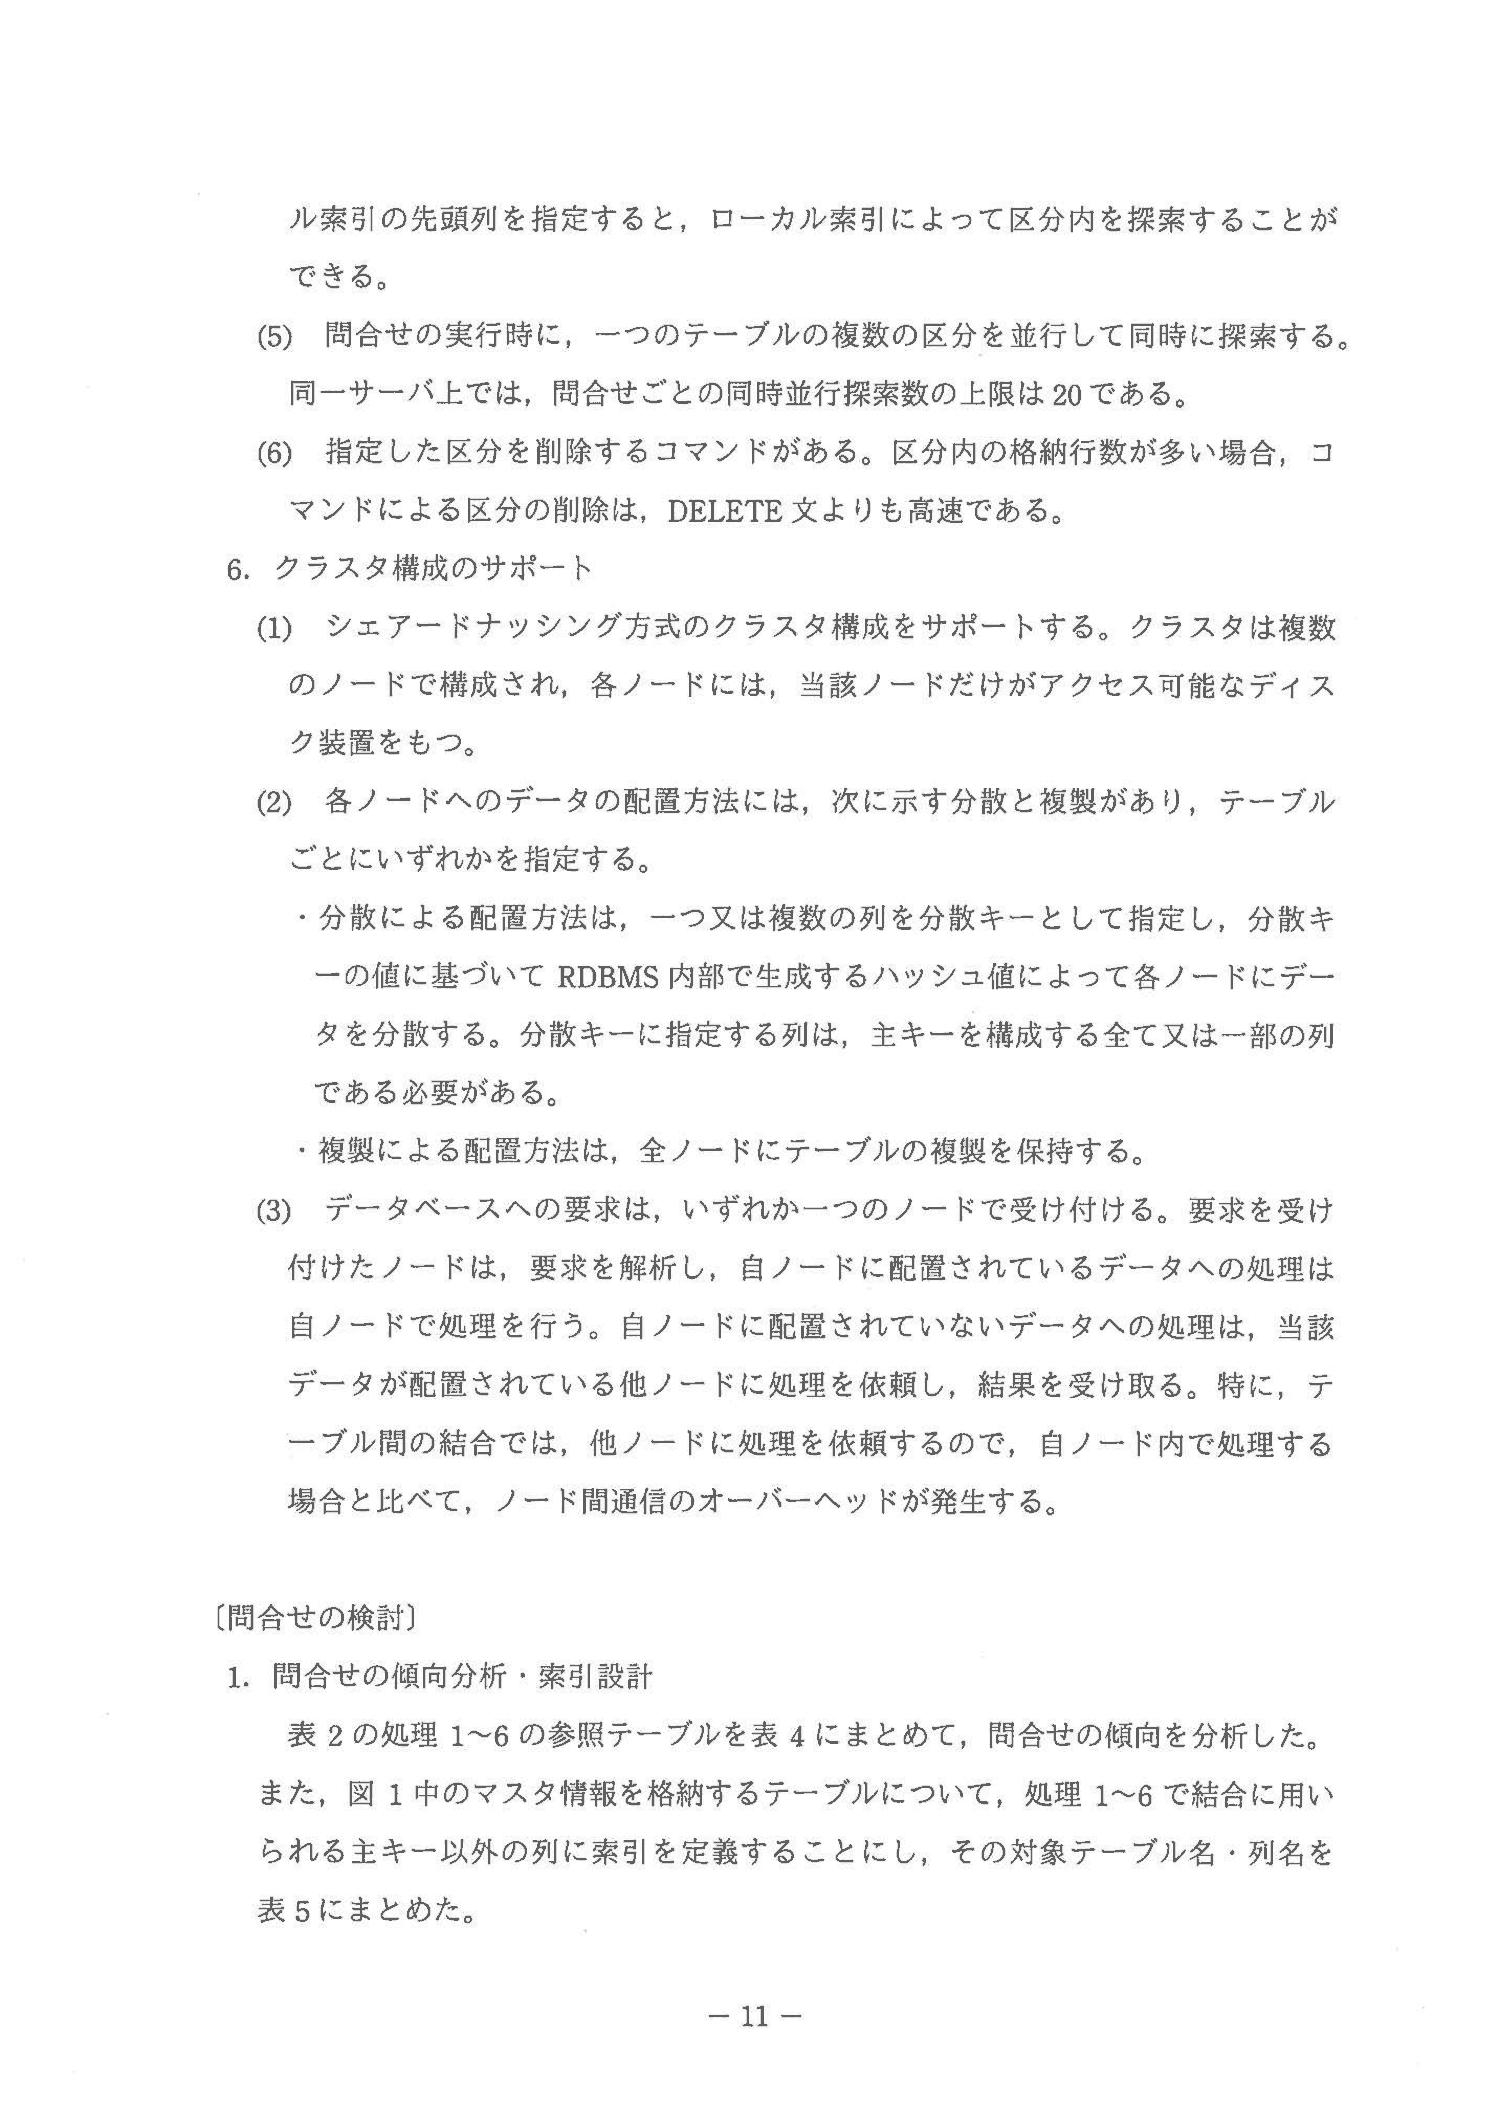 ル索引の先頭列を指定すると，ローカル索引によって区分内を探索することが
できる。
(5) 問合せの実行時に，一つのテーブルの複数の区分を並行して同時に探索する。
同一サーバ上では，問合せごとの同時並行探索数の上限は 20 である。
(6) 指定した区分を削除するコマンドがある。区分内の格納行数が多い場合，コ
マンドによる区分の削除は，DELETE 文よりも高速である。
6. クラスタ構成のサポート
(1) シェアードナッシング方式のクラスタ構成をサポートする。クラスタは複数
のノードで構成され，各ノードには，当該ノードだけがアクセス可能なディス
ク装置をもつ。
(2) 各ノードへのデータの配置方法には，次に示す分散と複製があり，テーブル
ごとにいずれかを指定する。
・分散による配置方法は，一つ又は複数の列を分散キーとして指定し，分散キ
ーの値に基づいて RDBMS 内部で生成するハッシュ値によって各ノードにデー
タを分散する。分散キーに指定する列は，主キーを構成する全て又は一部の列
である必要がある。
・複製による配置方法は，全ノードにテーブルの複製を保持する。
(3) データベースへの要求は，いずれか一つのノードで受け付ける。要求を受け
付けたノードは，要求を解析し，自ノードに配置されているデータへの処理は
自ノードで処理を行う。自ノードに配置されていないデータへの処理は，当該
データが配置されている他ノードに処理を依頼し，結果を受け取る。特に，テ
ーブル間の結合では，他ノードに処理を依頼するので，自ノード内で処理する
場合と比べて，ノード間通信のオーバーヘッドが発生する。
〔問合せの検討〕
1. 問合せの傾向分析・索引設計
表 2 の処理 1～6 の参照テーブルを表 4 にまとめて，問合せの傾向を分析した。
また，図 1 中のマスタ情報を格納するテーブルについて，処理 1～6 で結合に用い
られる主キー以外の列に索引を定義することにし，その対象テーブル名・列名を
表 5 にまとめた。
－ 11 －